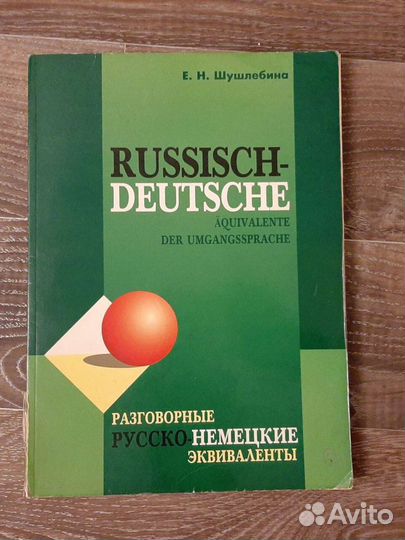 Е. Н. Шушлебина
RUSSISCH-
DEUTSCHE
ÄQUIVALENTE
DER UMGANGSSPRACHE
РАЗГОВОРНЫЕ
РУССКО-НЕМЕЦКИЕ
ЭКВИВАЛЕНТЫ
Avito